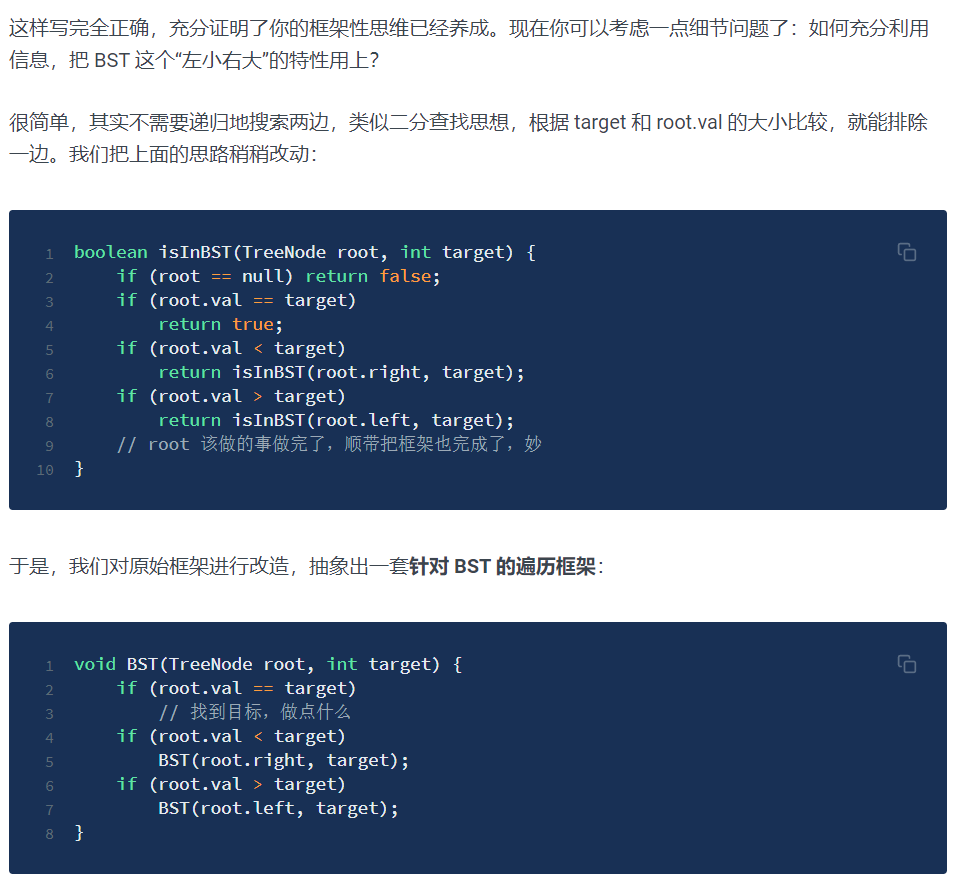 这样写完全正确，充分证明了你的框架性思维已经养成。现在你可以考虑一点细节问题了：如何充分利用
信息，把 BST 这个“左小右大”的特性用上？
很简单，其实不需要递归地搜索两边，类似二分查找思想，根据 target 和 root.val 的大小比较，就能排除
一边。我们把上面的思路稍稍改动：
1 boolean isInBST(TreeNode root, int target) {
2     if (root == null) return false;
3     if (root.val == target)
4         return true;
5     if (root.val < target)
6         return isInBST(root.right, target);
7     if (root.val > target)
8         return isInBST(root.left, target);
9     // root 该做的事做完了，顺带把框架也完成了，妙
10 }
于是，我们对原始框架进行改造，抽象出一套针对 BST 的遍历框架：
1 void BST(TreeNode root, int target) {
2     if (root.val == target)
3         // 找到目标，做点什么
4     if (root.val < target)
5         BST(root.right, target);
6     if (root.val > target)
7         BST(root.left, target);
8 }